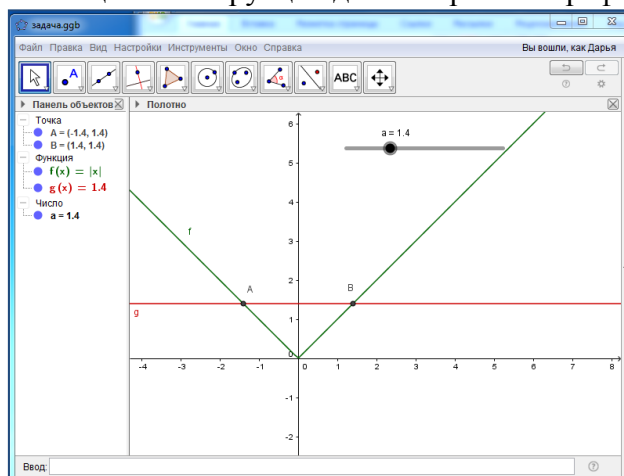 задача.ggb
Файл Правка Вид Настройки Инструменты Окно Справка
Вы вошли, как Дарья
A
α
ABC
Панель объектов
Полотно
Точка
A = (-1.4, 1.4)
B = (1.4, 1.4)
Функция
f(x) = |x|
g(x) = 1.4
Число
a = 1.4
a = 1.4
f
A
B
g
6
5
4
3
2
1
0
-1
-2
-4 -3 -2 -1 0 1 2 3 4 5 6 7 8
Ввод: